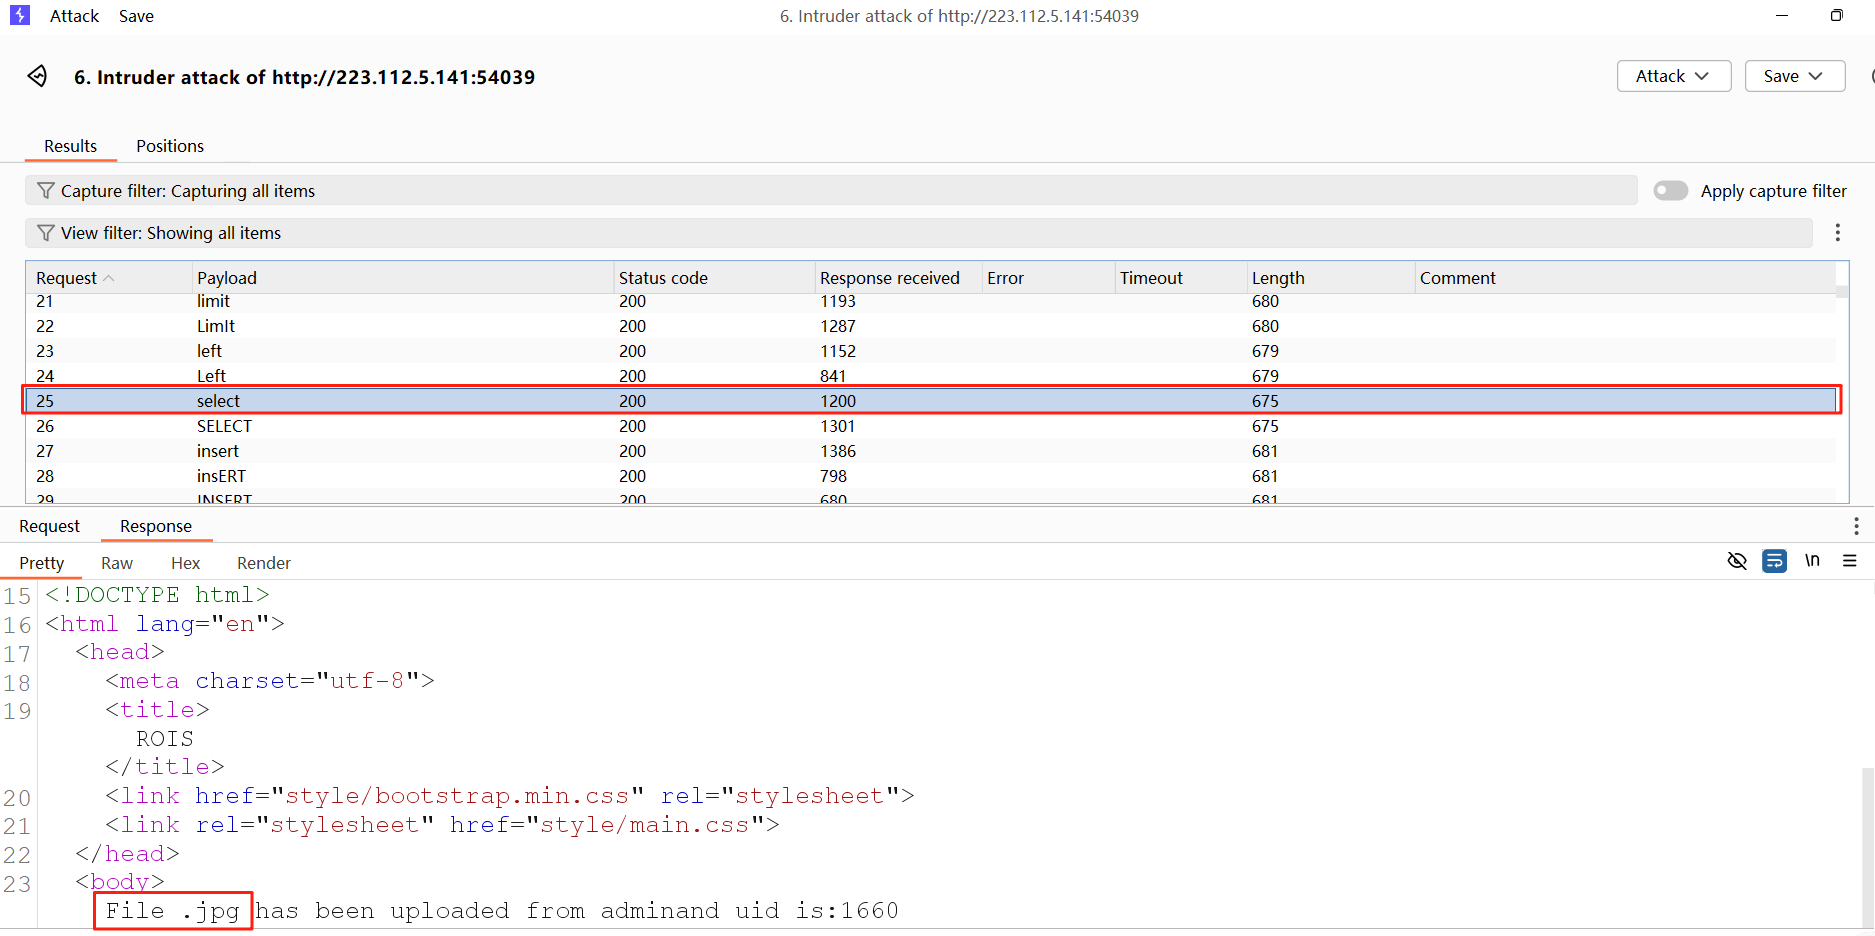 Attack Save 6. Intruder attack of http://223.112.5.141:54039
6. Intruder attack of http://223.112.5.141:54039 Attack Save
Results Positions
Capture filter: Capturing all items Apply capture filter
View filter: Showing all items
Request Payload Status code Response received Error Timeout Length Comment
21 limit 200 1193 680
22 LimIt 200 1287 680
23 left 200 1152 679
24 Left 200 841 679
25 select 200 1200 675
26 SELECT 200 1301 675
27 insert 200 1386 681
28 insERT 200 798 681
29 INSERT 200 680 681
Request Response
Pretty Raw Hex Render \n
15 <!DOCTYPE html>
16 <html lang="en">
17 <head>
18 <meta charset="utf-8">
19 <title>
ROIS
</title>
20 <link href="style/bootstrap.min.css" rel="stylesheet">
21 <link rel="stylesheet" href="style/main.css">
22 </head>
23 <body>
File .jpg has been uploaded from adminand uid is:1660